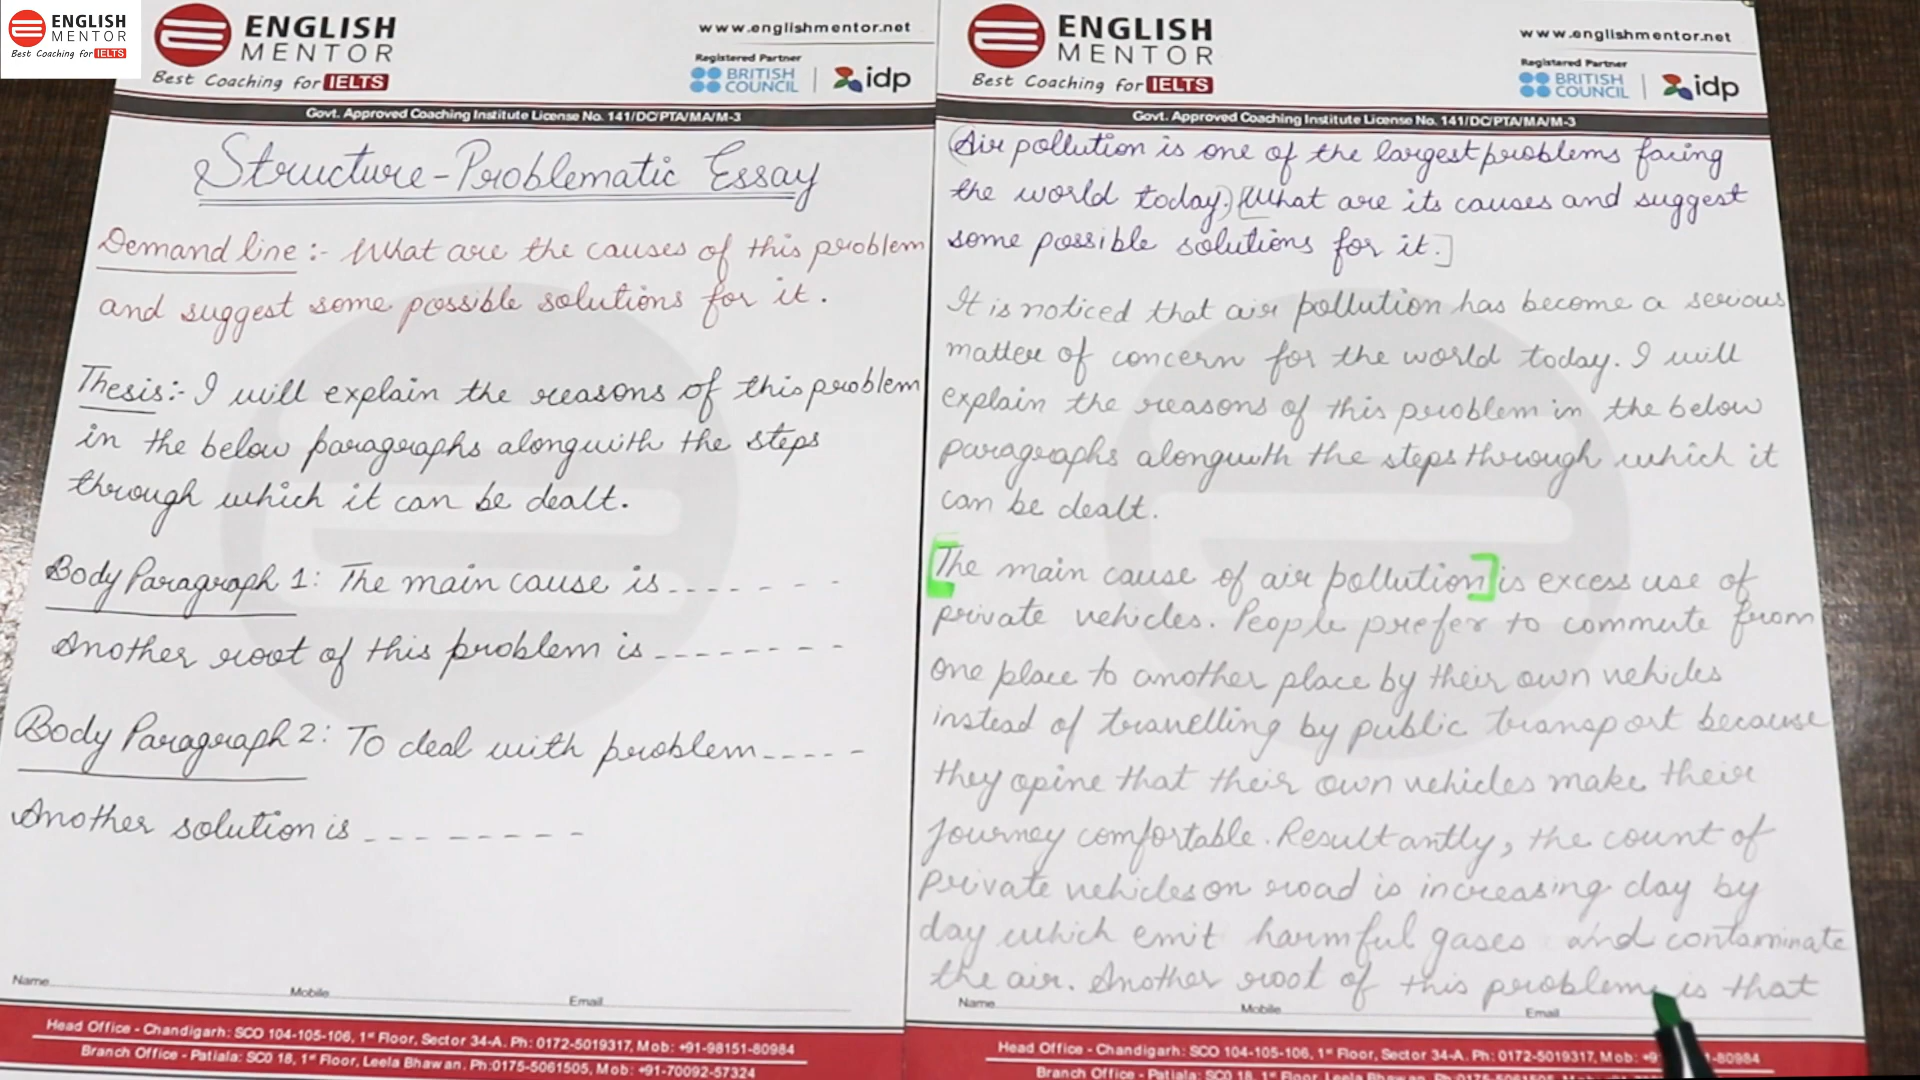 ENGLISH
MENTOR
Best Coaching for IELTS
ENGLISH
MENTOR
Best Coaching for IELTS
www.englishmentor.net
Registered Partner
BRITISH
COUNCIL
idp
Govt. Approved Coaching Institute License No. 141/DC/PTA/MA/M-3
Structure-Problematic Essay
Demand line :- What are the causes of this problem
and suggest some possible solutions for it.
Thesis:- I will explain the reasons of this problem
in the below paragraphs alongwith the steps
through which it can be dealt.
Body Paragraph 1: The main cause is - - - - - - -
Another root of this problem is - - - - - - - -
Body Paragraph 2: To deal with problem - - - - -
Another solution is - - - - - - - -
Name
Mobile
Email
Head Office - Chandigarh: SCO 104-105-106, 1st Floor, Sector 34-A. Ph: 0172-5019317, Mob: +91-98151-80984
Branch Office - Patiala: SCO 18, 1st Floor, Leela Bhawan. Ph:0175-5061505, Mob: +91-70092-57324
ENGLISH
MENTOR
Best Coaching for IELTS
www.englishmentor.net
Registered Partner
BRITISH
COUNCIL
idp
Govt. Approved Coaching Institute License No. 141/DC/PTA/MA/M-3
(Air pollution is one of the largest problems facing
the world today.) [What are its causes and suggest
some possible solutions for it.]
It is noticed that air pollution has become a serious
matter of concern for the world today. I will
explain the reasons of this problem in the below
paragraphs alongwith the steps through which it
can be dealt.
[The main cause of air pollution] is excess use of
private vehicles. People prefer to commute from
one place to another place by their own vehicles
instead of travelling by public transport because
they opine that their own vehicles make their
journey comfortable. Resultantly, the count of
private vehicles on road is increasing day by
day which emit harmful gases and contaminate
the air. Another root of this problem is that
Name
Mobile
Email
Head Office - Chandigarh: SCO 104-105-106, 1st Floor, Sector 34-A. Ph: 0172-5019317, Mob: +9 1-80984
Branch Office - Patiala: SCO 18, 1st Floor, Leela Bhawan. Ph:0175-5061505, Mob: